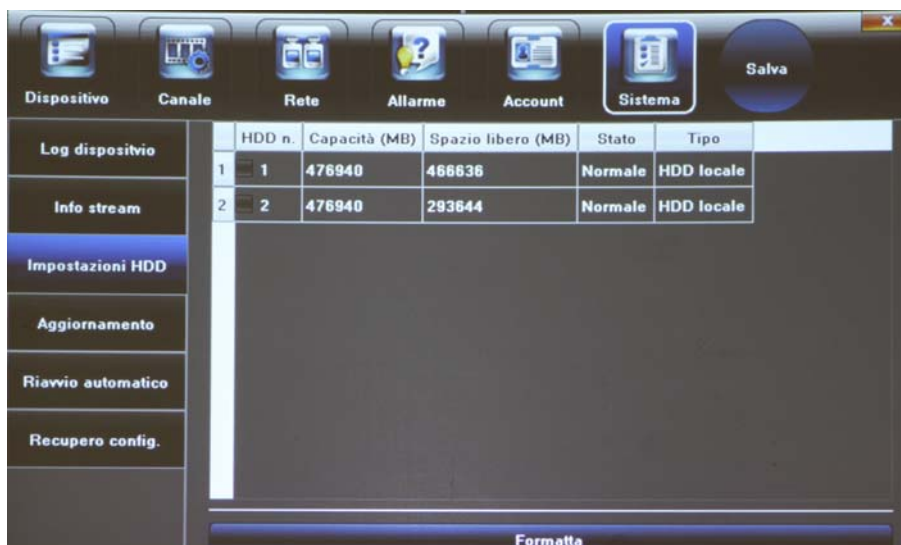 Dispositivo Canale Rete Allarme Account Sistema Salva
Log dispositvio
Info stream
Impostazioni HDD
Aggiornamento
Riavvio automatico
Recupero config.
HDD n. Capacità (MB) Spazio libero (MB) Stato Tipo
1 1 476940 466636 Normale HDD locale
2 2 476940 293644 Normale HDD locale
Formatta